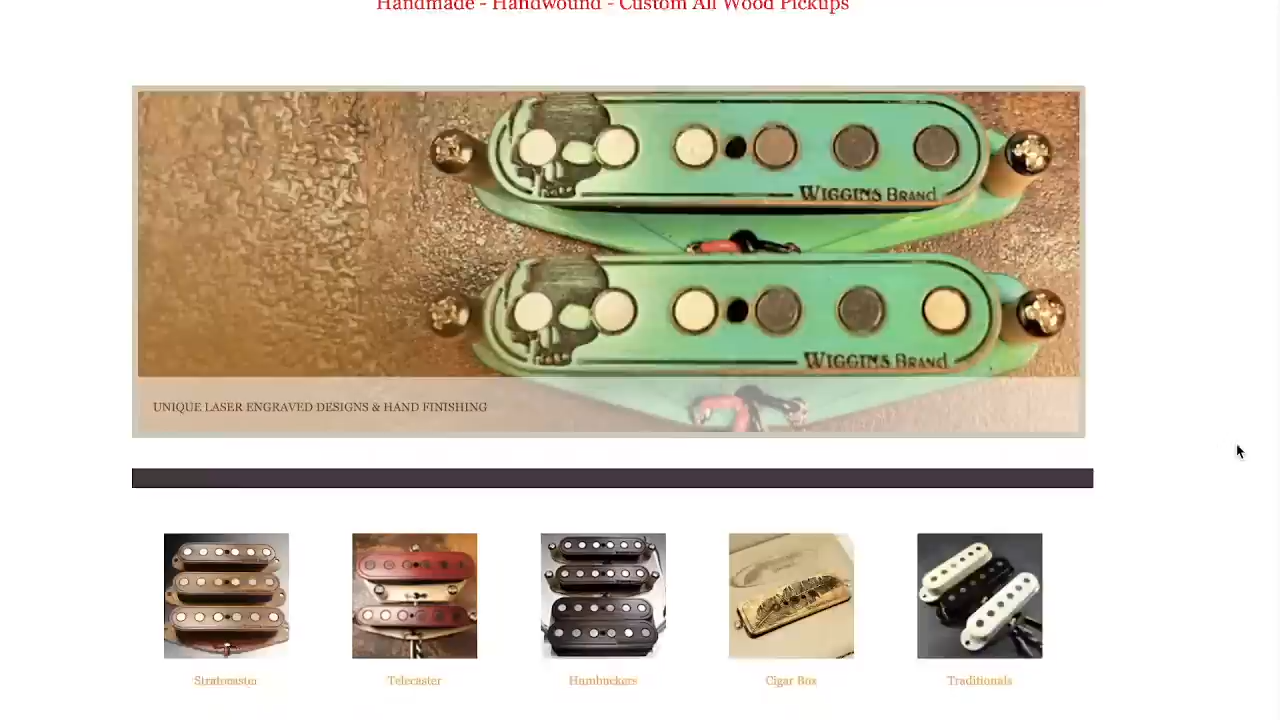 Handmade - Handwound - Custom All Wood Pickups
WIGGINS BRAND
WIGGINS BRAND
UNIQUE LASER ENGRAVED DESIGNS & HAND FINISHING
Stratocaster
Telecaster
Humbuckers
Cigar Box
Traditionals